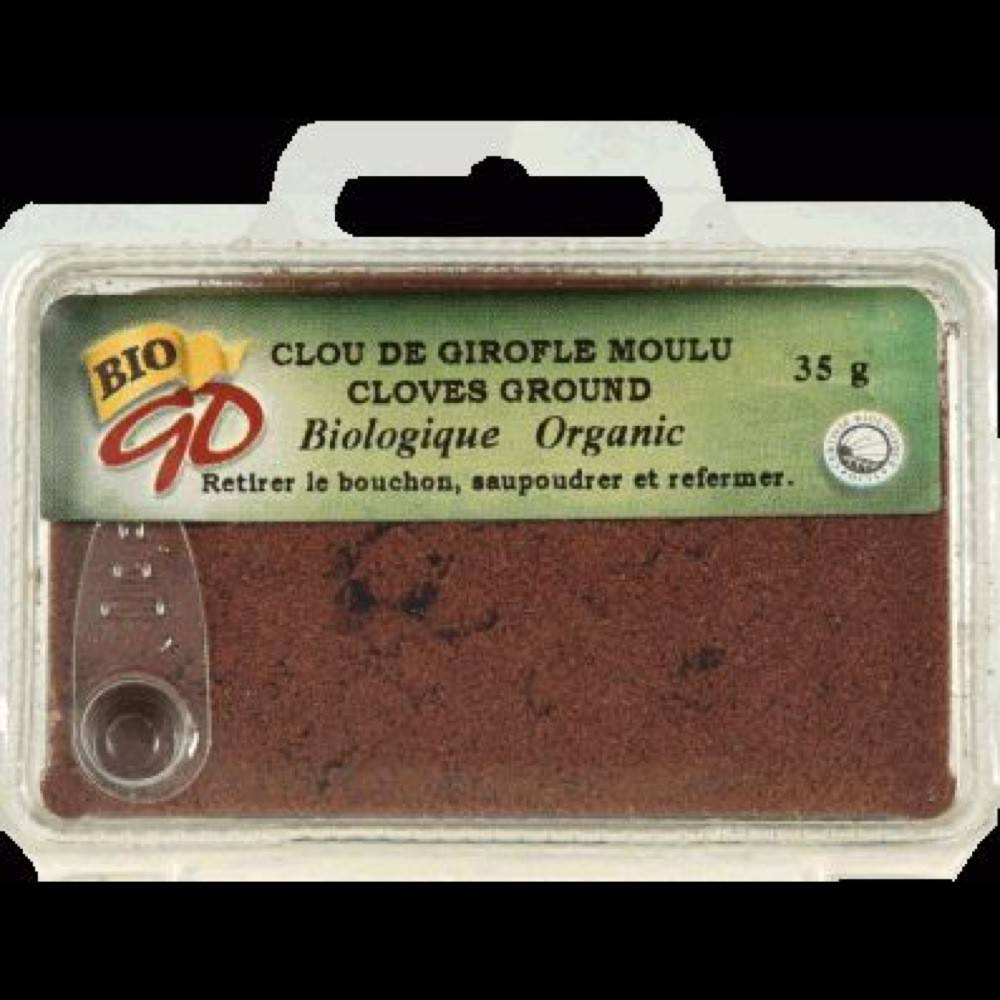 BIO
GO
CLOU DE GIROFLE MOULU
CLOVES GROUND
Biologique Organic
35 g
Retirer le bouchon, saupoudrer et refermer.